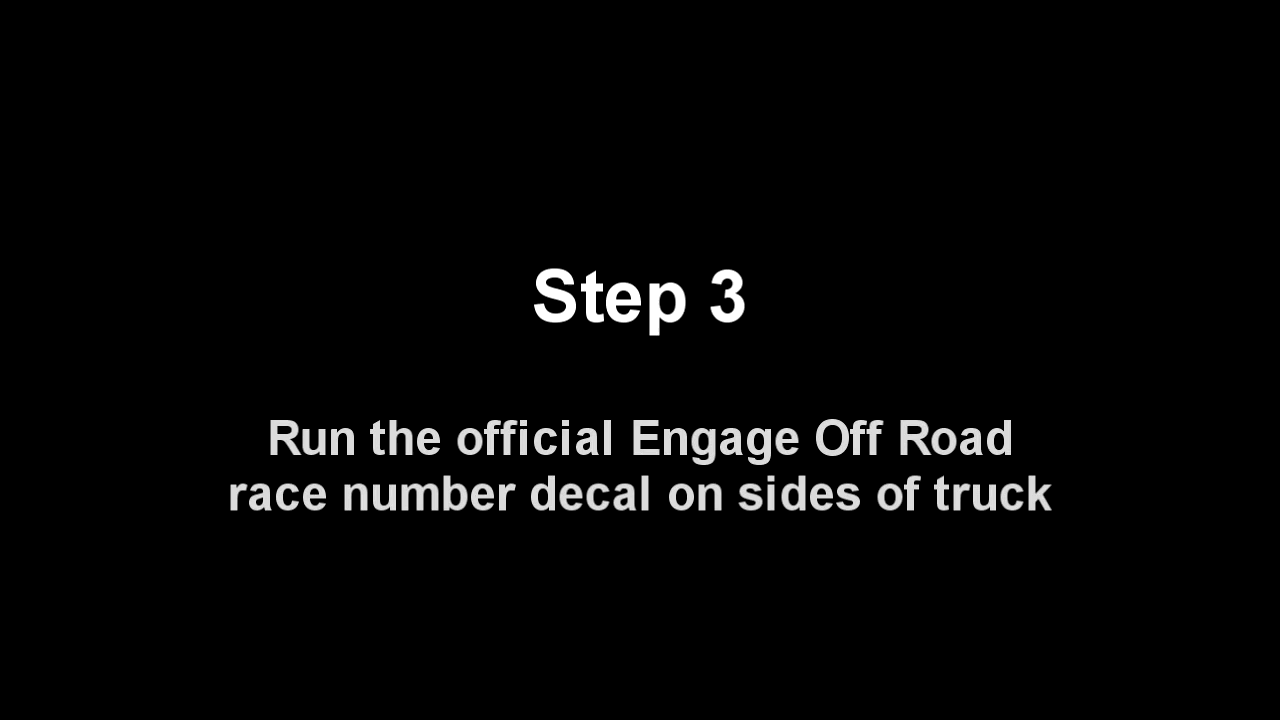 Step 3
Run the official Engage Off Road
race number decal on sides of truck